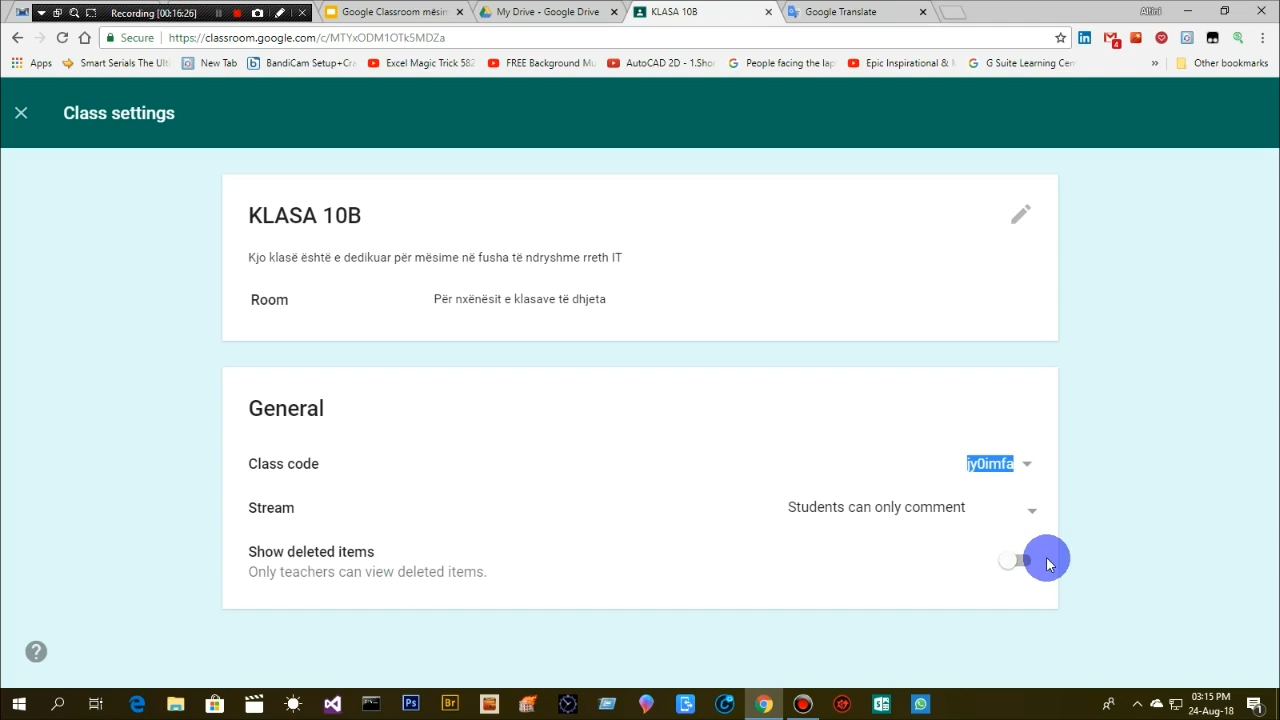 Recording [00:16:26]
Google Classroom mësim
My Drive - Google Drive
KLASA 10B
Google Translate
Altini
Secure
https://classroom.google.com/c/MTYxODM1OTk5MDZa
4
Apps
Smart Serials The Ult
New Tab
BandiCam Setup+Cra
Excel Magic Trick 582
FREE Background Mu
AutoCAD 2D - 1.Shor
People facing the lap
Epic Inspirational &
G Suite Learning Cen
»
Other bookmarks
Class settings
KLASA 10B
Kjo klasë është e dedikuar për mësime në fusha të ndryshme rreth IT
Room
Për nxënësit e klasave të dhjeta
General
Class code
jy0imfa
Stream
Students can only comment
Show deleted items
Only teachers can view deleted items.
?
Ps
Br
03:15 PM
24-Aug-18
1